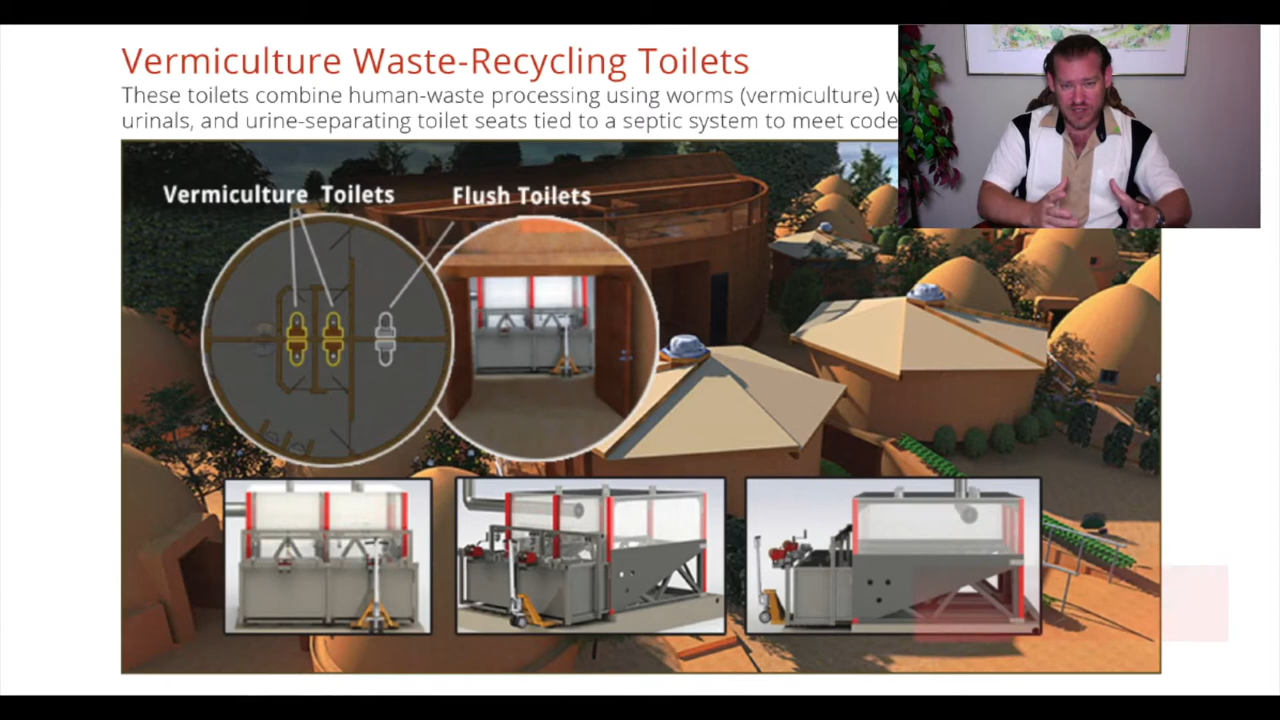 Vermiculture Waste-Recycling Toilets
These toilets combine human-waste processing using worms (vermiculture)
urinals, and urine-separating toilet seats tied to a septic system to meet code
Vermiculture Toilets
Flush Toilets